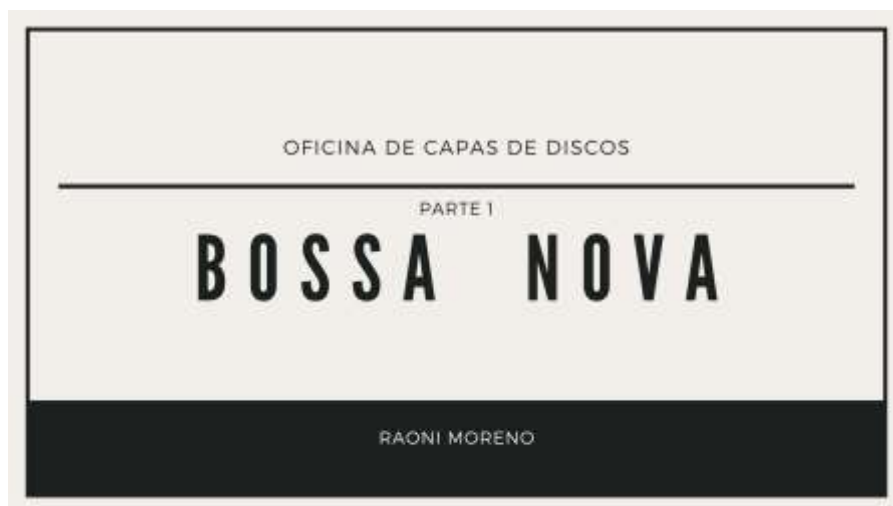 OFICINA DE CAPAS DE DISCOS
PARTE 1
BOSSA NOVA
RAONI MORENO